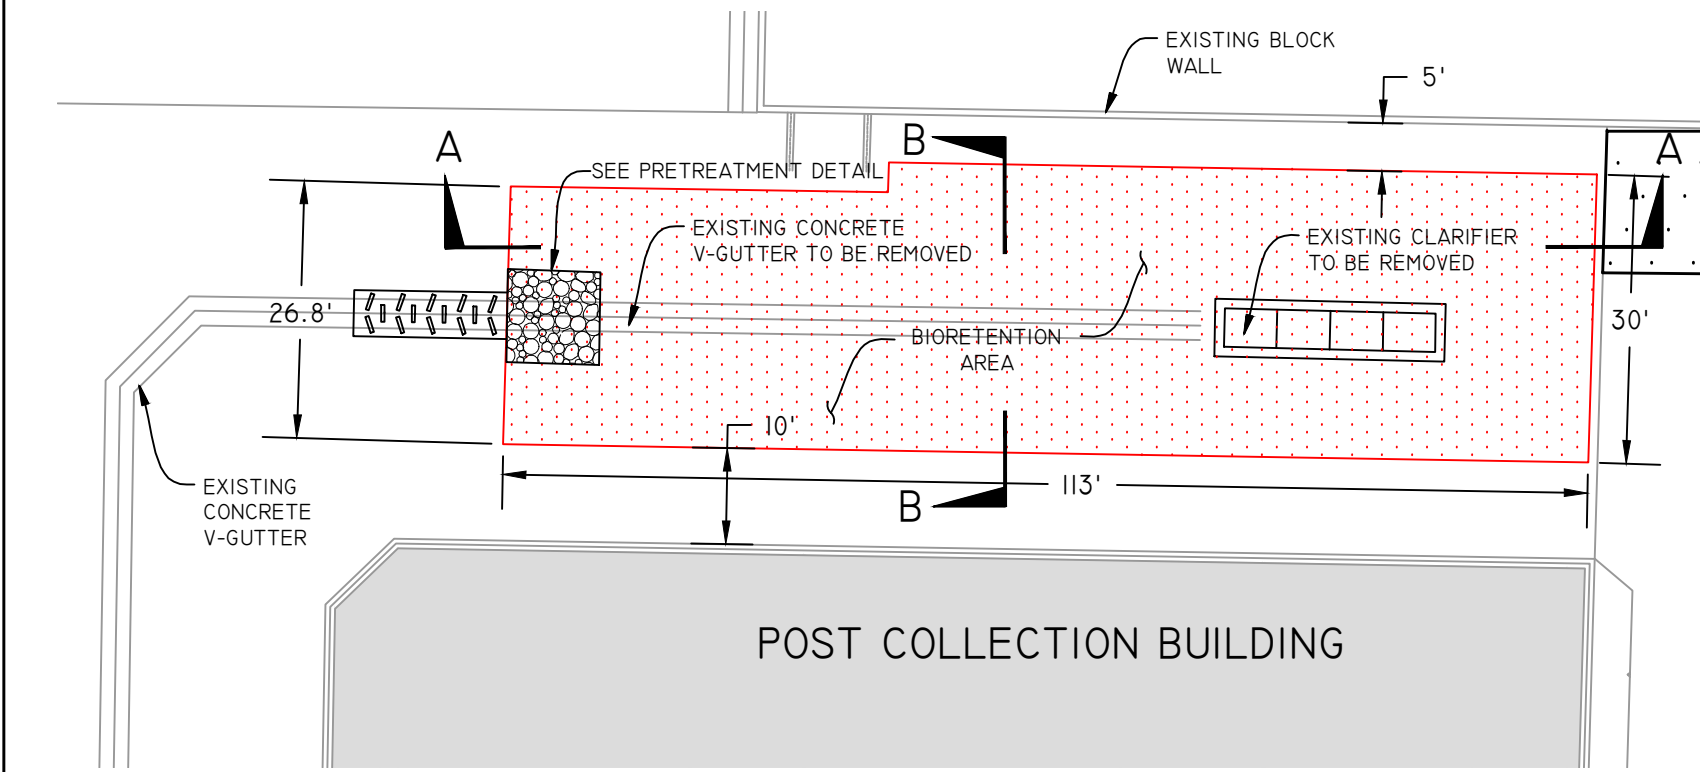 EXISTING BLOCK
WALL
5'
A
B
A
SEE PRETREATMENT DETAIL
EXISTING CONCRETE
V-GUTTER TO BE REMOVED
EXISTING CLARIFIER
TO BE REMOVED
26.8'
30'
BIORETENTION
AREA
10'
113'
B
EXISTING
CONCRETE
V-GUTTER
POST COLLECTION BUILDING